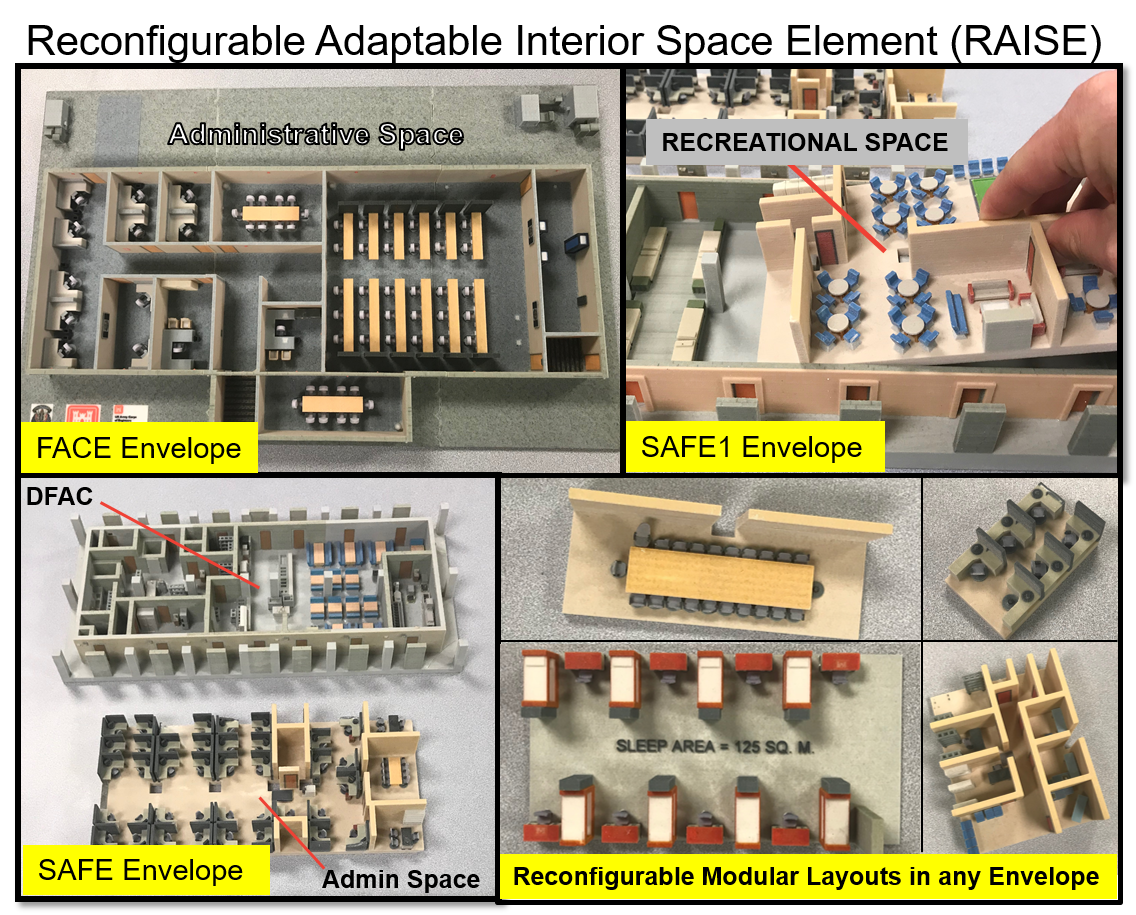 Reconfigurable Adaptable Interior Space Element (RAISE)
Administrative Space
FACE Envelope
RECREATIONAL SPACE
SAFE1 Envelope
DFAC
SAFE Envelope
Admin Space
SLEEP AREA = 125 SQ. M.
Reconfigurable Modular Layouts in any Envelope